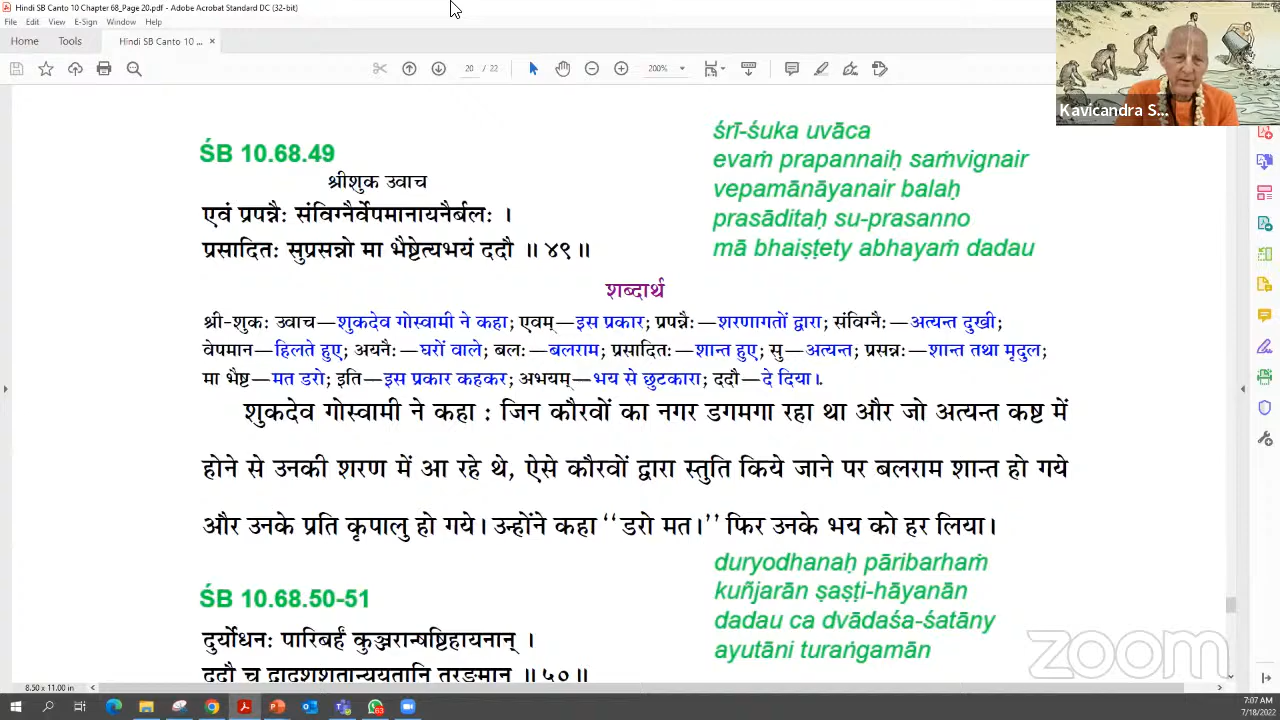 Hindi SB Canto 10 Chapter 68_Page 20.pdf - Adobe Acrobat Standard DC (32-bit)
File Edit View E-Sign Window Help
Home Tools Hindi SB Canto 10 ... ×
20 / 22 200%
Kavicandra S...
ŚB 10.68.49
श्रीशुक उवाच
एवं प्रपन्नैः संविग्नैर्वेपमानायनैर्बलः ।
प्रसादितः सुप्रसन्नो मा भैष्टेत्यभयं ददौ ॥ ४९॥
śrī-śuka uvāca
evaṁ prapannaiḥ saṁvignair
vepamānāyanair balaḥ
prasāditaḥ su-prasanno
mā bhaiṣṭety abhayaṁ dadau
शब्दार्थ
श्री-शुकः उवाच—शुकदेव गोस्वामी ने कहा; एवम्—इस प्रकार; प्रपन्नैः—शरणागतों द्वारा; संविग्नैः—अत्यन्त दुखी;
वेपमान—हिलते हुए; अयनैः—घरों वाले; बलः—बलराम; प्रसादितः—शान्त हुए; सु—अत्यन्त; प्रसन्नः—शान्त तथा मृदुल;
मा भैष्ट—मत डरो; इति—इस प्रकार कहकर; अभयम्—भय से छुटकारा; ददौ—दे दिया।.
शुकदेव गोस्वामी ने कहा : जिन कौरवों का नगर डगमगा रहा था और जो अत्यन्त कष्ट में
होने से उनकी शरण में आ रहे थे, ऐसे कौरवों द्वारा स्तुति किये जाने पर बलराम शान्त हो गये
और उनके प्रति कृपालु हो गये। उन्होंने कहा ‘‘डरो मत।’’ फिर उनके भय को हर लिया।
ŚB 10.68.50-51
दुर्योधनः पारिबर्हं कुञ्जरान्षष्टिहायनान् ।
ददौ च द्वादशशतान्ययुतानि तुरङ्गमान् ॥ ५०॥
duryodhanaḥ pāribarhaṁ
kuñjarān ṣaṣṭi-hāyanān
dadau ca dvādaśa-śatāny
ayutāni turaṅgamān
zoom
8.50 x 11.00 in
63
7:07 AM
7/18/2022